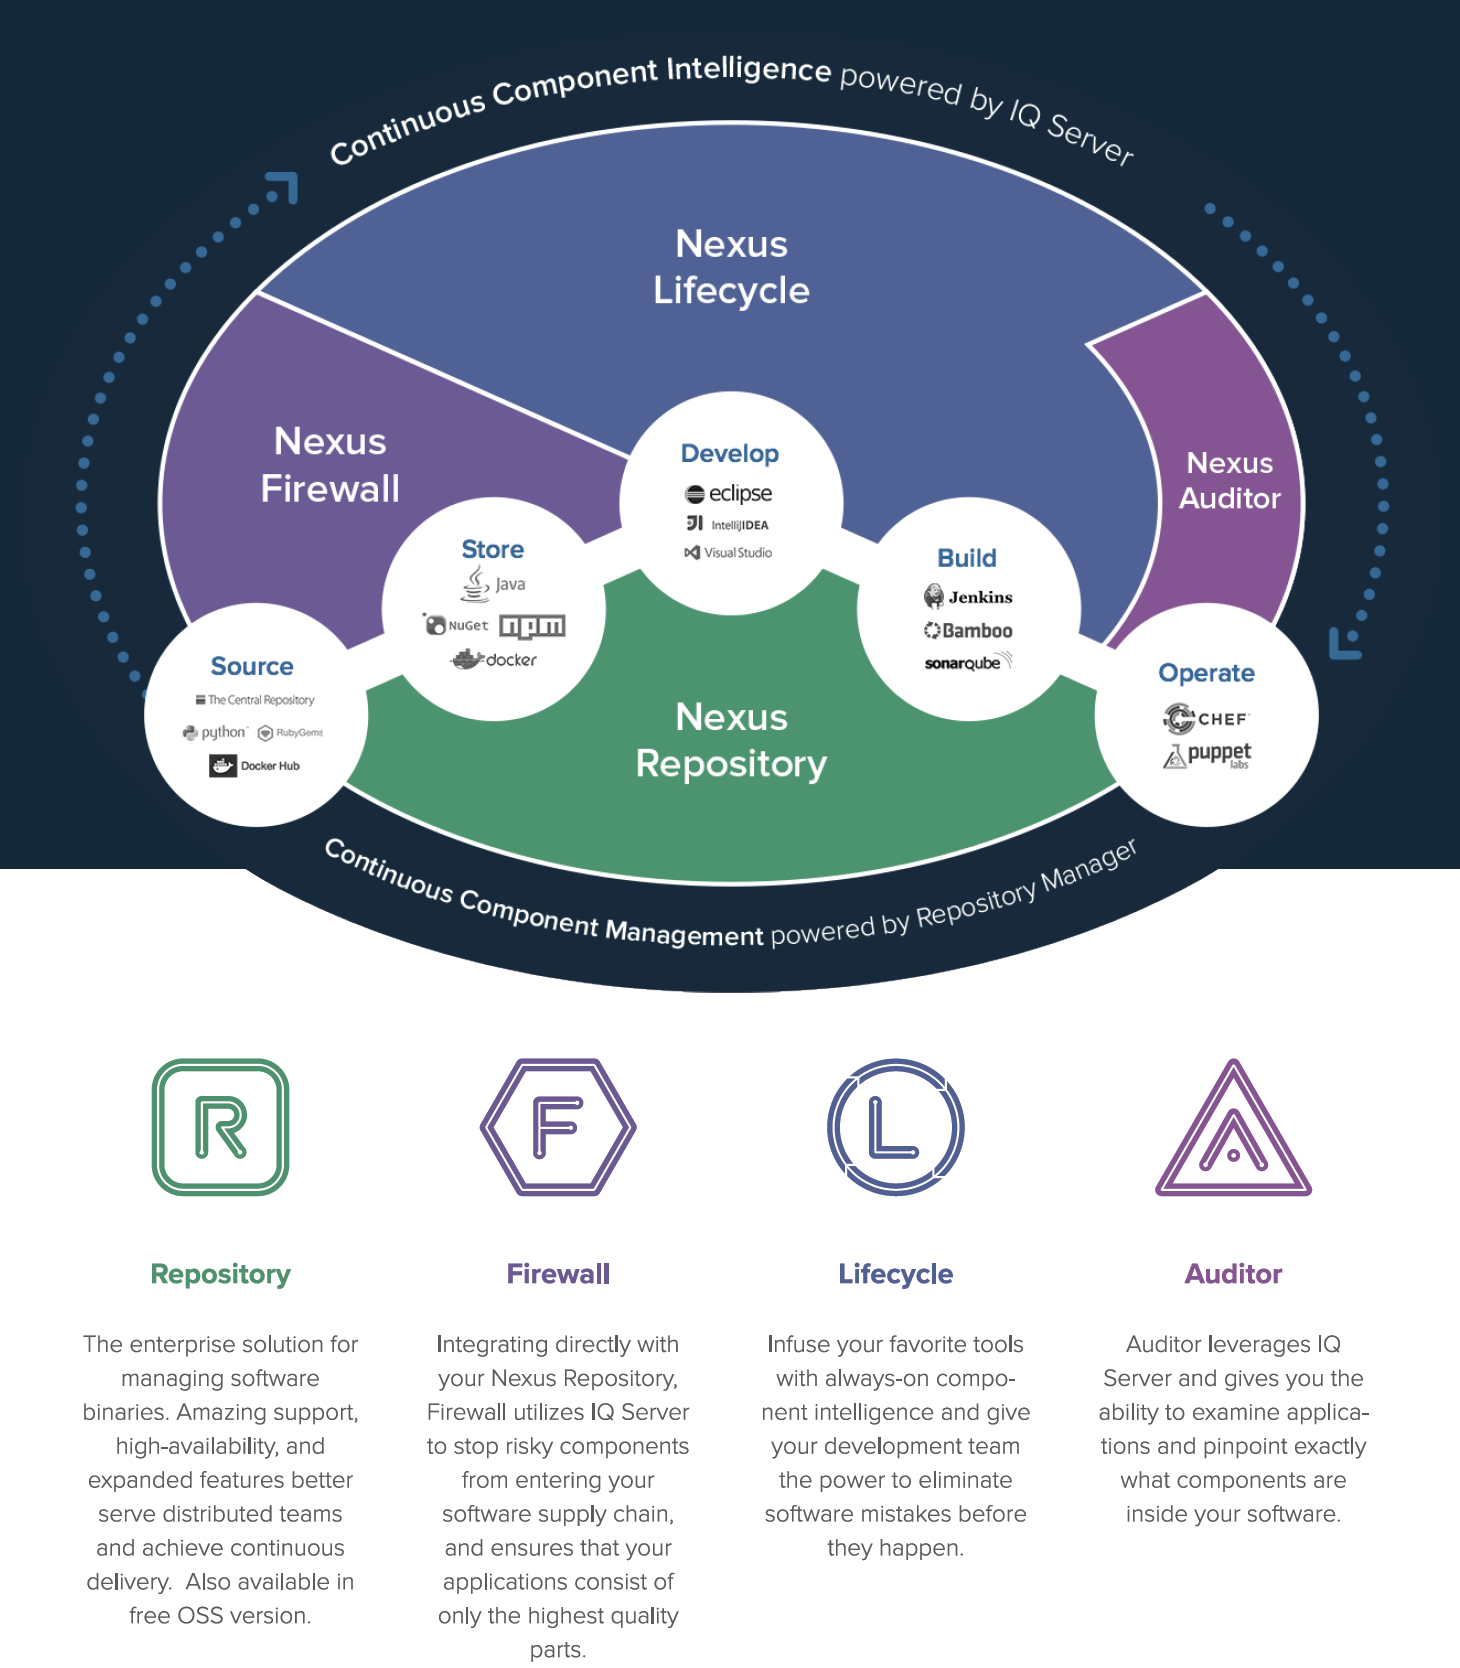 Continuous Component Intelligence powered by IQ Server
Nexus
Lifecycle
Nexus
Firewall
Nexus
Auditor
Develop
eclipse
IntelliJIDEA
Visual Studio
Store
Java
NuGet npm
docker
Build
Jenkins
Bamboo
sonarqube
Source
The Central Repository
python RubyGems
Docker Hub
Operate
CHEF
puppet
labs
Nexus
Repository
Continuous Component Management powered by Repository Manager
R
F
L
A
Repository
The enterprise solution for
managing software
binaries. Amazing support,
high-availability, and
expanded features better
serve distributed teams
and achieve continuous
delivery.  Also available in
free OSS version.
Firewall
Integrating directly with
your Nexus Repository,
Firewall utilizes IQ Server
to stop risky components
from entering your
software supply chain,
and ensures that your
applications consist of
only the highest quality
parts.
Lifecycle
Infuse your favorite tools
with always-on compo-
nent intelligence and give
your development team
the power to eliminate
software mistakes before
they happen.
Auditor
Auditor leverages IQ
Server and gives you the
ability to examine applica-
tions and pinpoint exactly
what components are
inside your software.